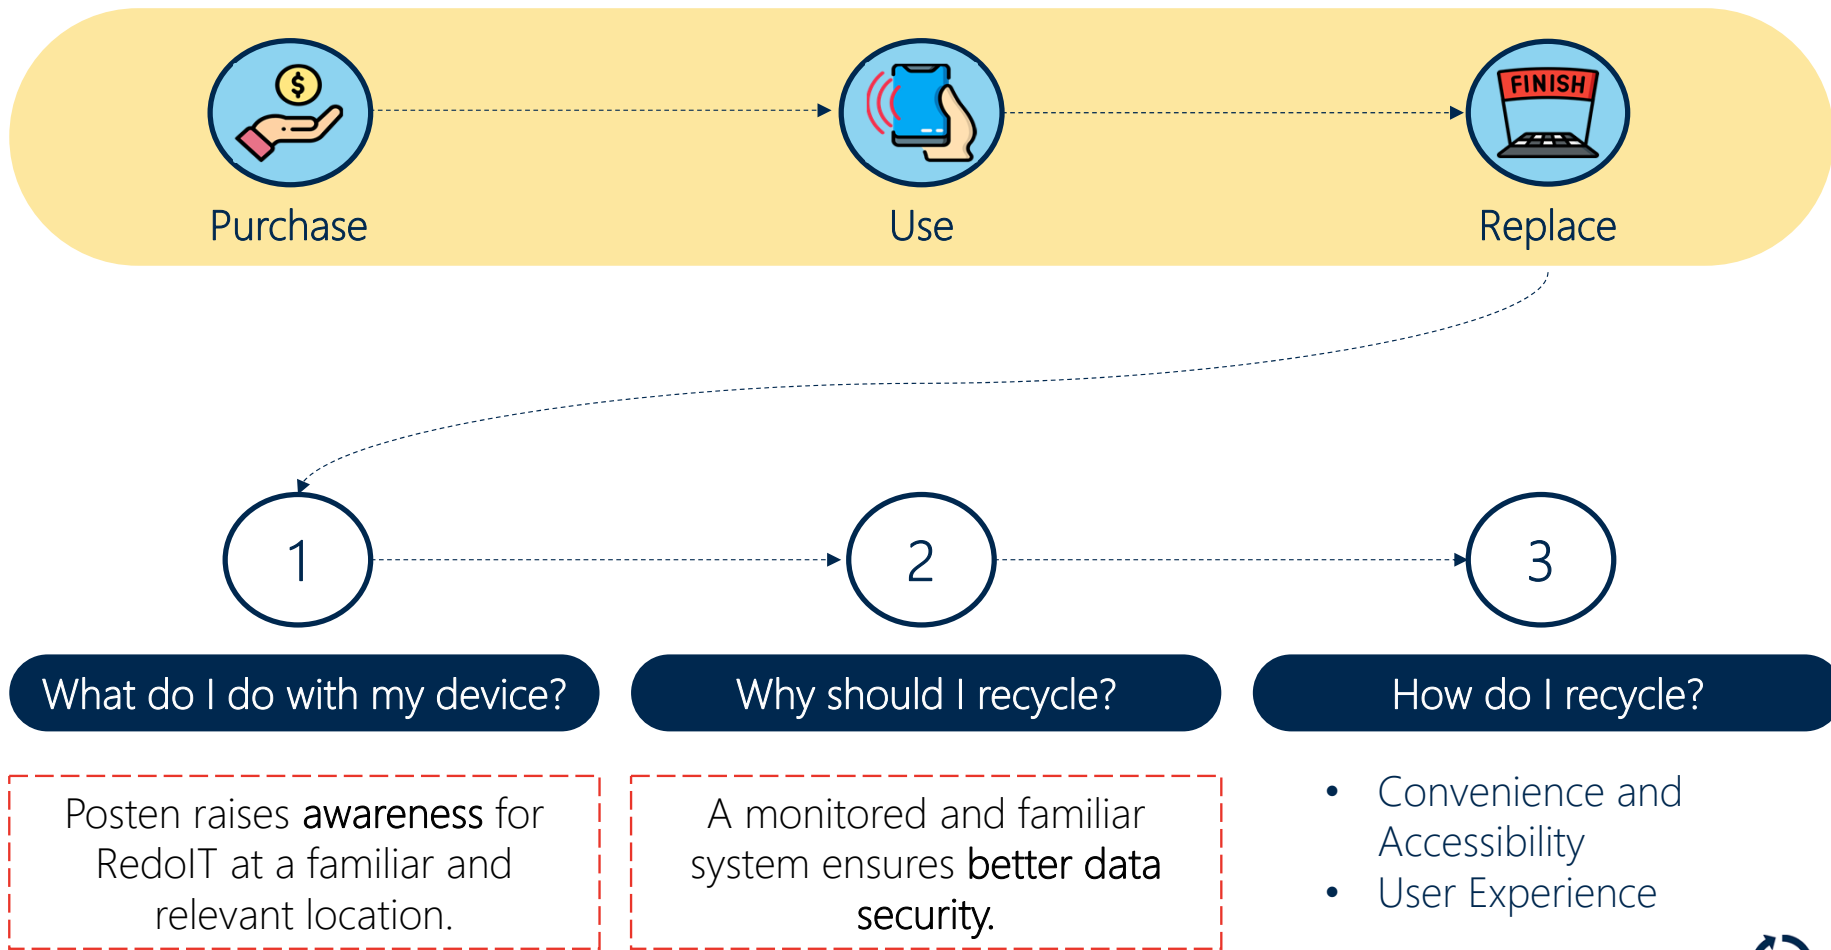 $
FINISH
Purchase
Use
Replace
1
2
3
What do I do with my device?
Why should I recycle?
How do I recycle?
Posten raises awareness for
RedoIT at a familiar and
relevant location.
A monitored and familiar
system ensures better data
security.
• Convenience and
Accessibility
• User Experience